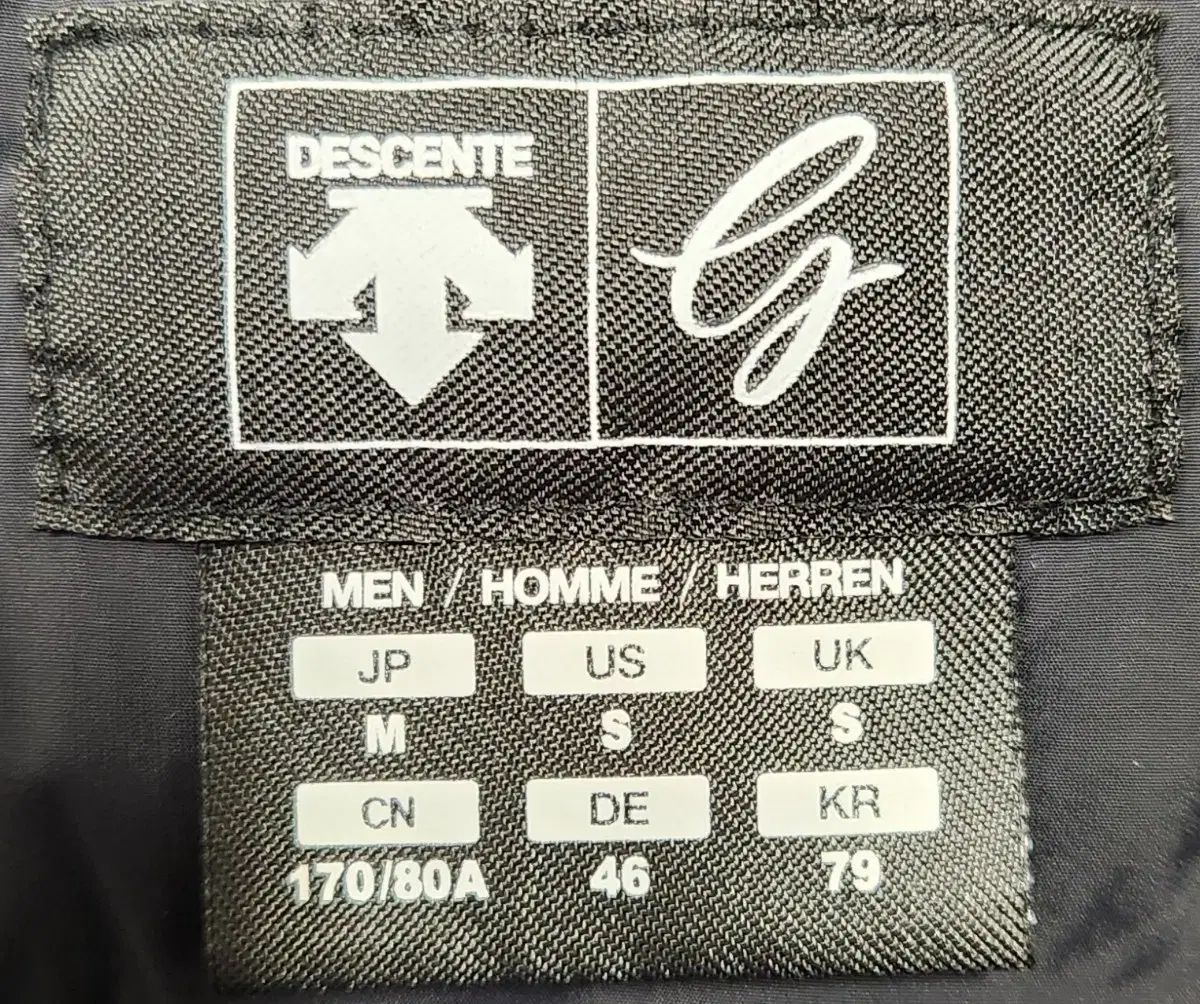 DESCENTE
G
MEN / HOMME / HERREN
JP US UK
M S S
CN DE KR
170/80A 46 79